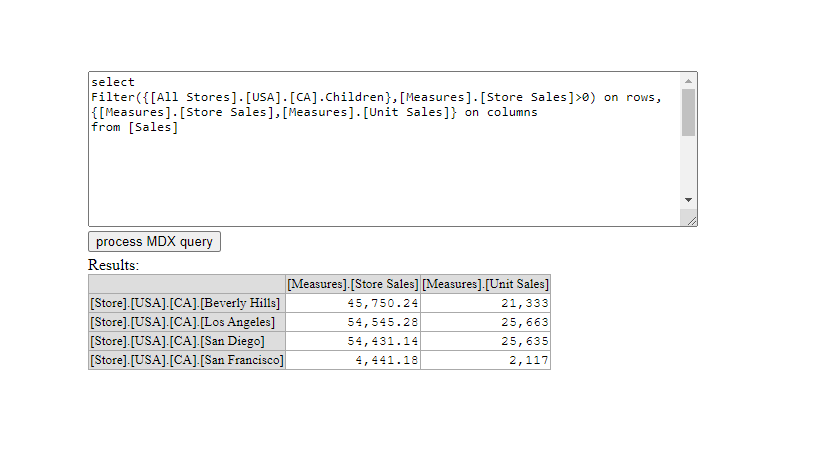 select
Filter({[All Stores].[USA].[CA].Children},[Measures].[Store Sales]>0) on rows,
{[Measures].[Store Sales],[Measures].[Unit Sales]} on columns
from [Sales]
process MDX query
Results:
[Measures].[Store Sales] [Measures].[Unit Sales]
[Store].[USA].[CA].[Beverly Hills] 45,750.24 21,333
[Store].[USA].[CA].[Los Angeles] 54,545.28 25,663
[Store].[USA].[CA].[San Diego] 54,431.14 25,635
[Store].[USA].[CA].[San Francisco] 4,441.18 2,117